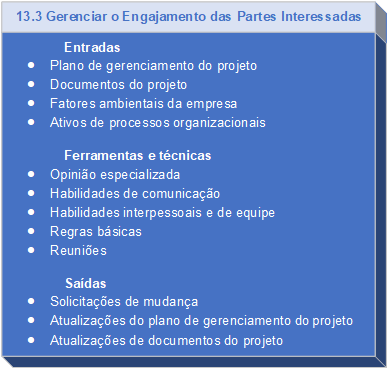 13.3 Gerenciar o Engajamento das Partes Interessadas
Entradas
● Plano de gerenciamento do projeto
● Documentos do projeto
● Fatores ambientais da empresa
● Ativos de processos organizacionais
Ferramentas e técnicas
● Opinião especializada
● Habilidades de comunicação
● Habilidades interpessoais e de equipe
● Regras básicas
● Reuniões
Saídas
● Solicitações de mudança
● Atualizações do plano de gerenciamento do projeto
● Atualizações de documentos do projeto